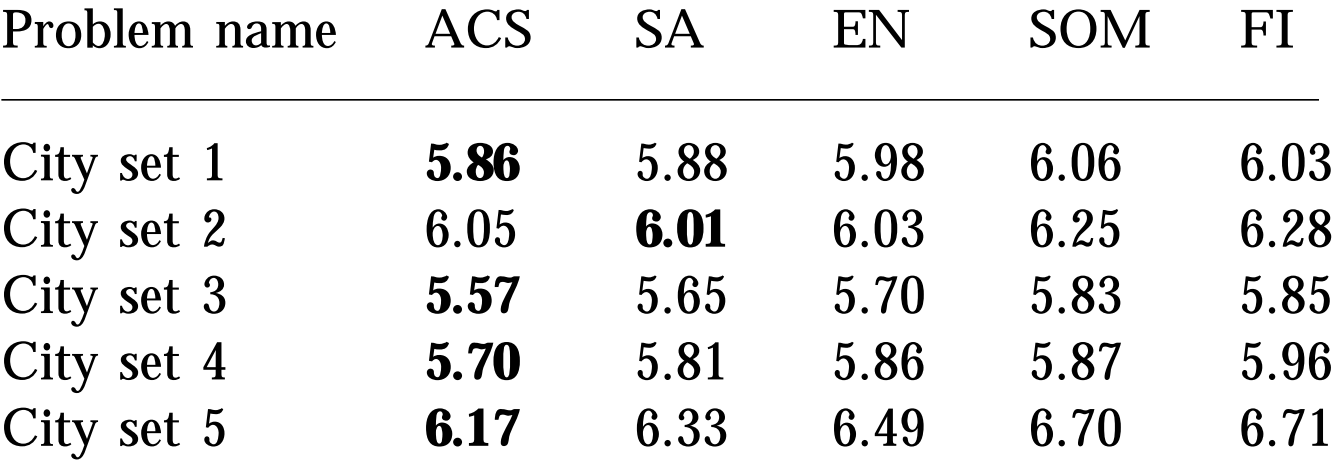 Problem name ACS SA EN SOM FI
City set 1 5.86 5.88 5.98 6.06 6.03
City set 2 6.05 6.01 6.03 6.25 6.28
City set 3 5.57 5.65 5.70 5.83 5.85
City set 4 5.70 5.81 5.86 5.87 5.96
City set 5 6.17 6.33 6.49 6.70 6.71